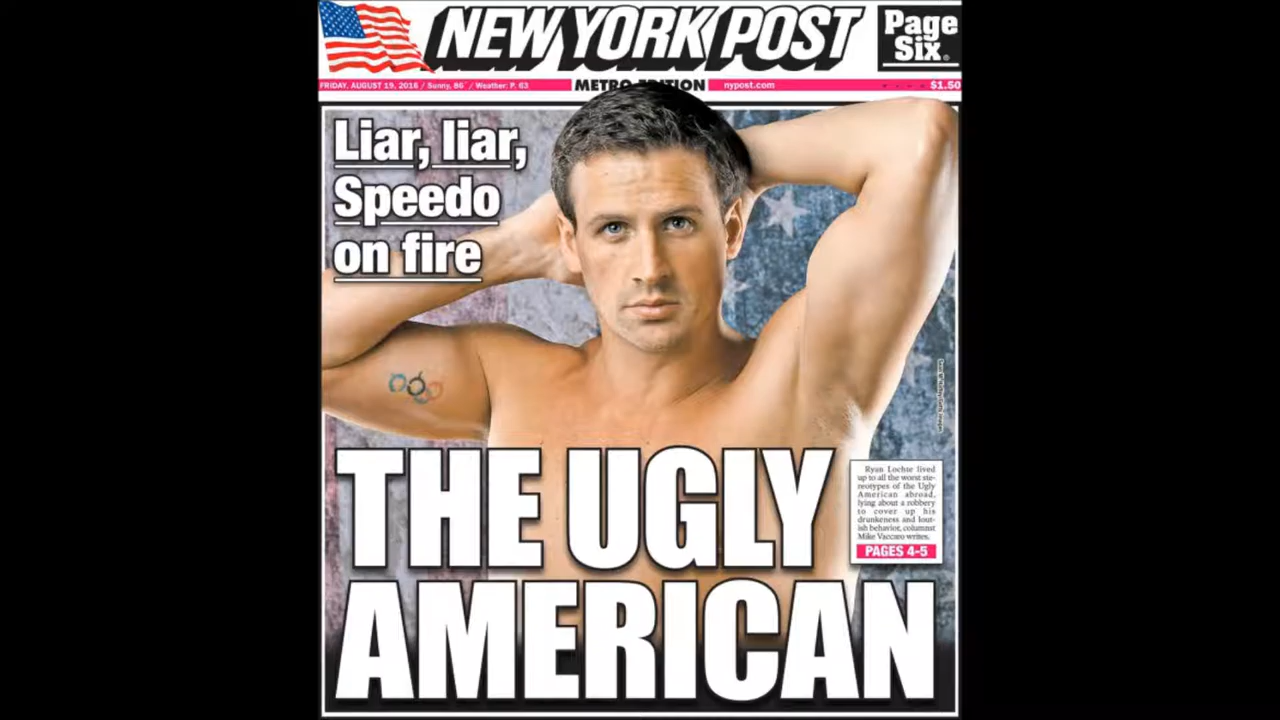 NEW YORK POST
Page
Six®
FRIDAY, AUGUST 19, 2016 / Sunny, 86° / Weather: P. 63
METRO EDITION
nypost.com
$1.50
Liar, liar,
Speedo
on fire
THE UGLY
AMERICAN
Ryan Lochte lived
up to all the worst ste-
reotypes of the Ugly
American abroad,
lying about a robbery
to cover up his
drunkeness and lout-
ish behavior, columnst
Mike Vaccaro writes.
PAGES 4-5